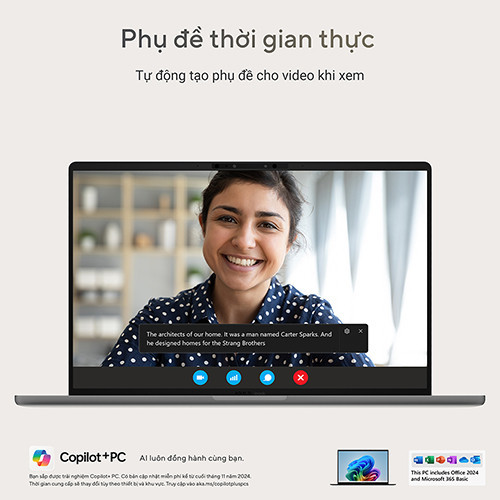 Phụ đề thời gian thực
Tự động tạo phụ đề cho video khi xem
The architects of our home. It was a man named Carter Sparks. And
he designed homes for the Strang Brothers
Copilot+PC
AI luôn đồng hành cùng bạn.
Bạn sắp được trải nghiệm Copilot+ PC. Có bản cập nhật miễn phí kể từ cuối tháng 11 năm 2024.
Thời gian cung cấp sẽ thay đổi tùy theo thiết bị và khu vực. Truy cập vào aka.ms/copilotpluspcs
This PC includes Office 2024
and Microsoft 365 Basic